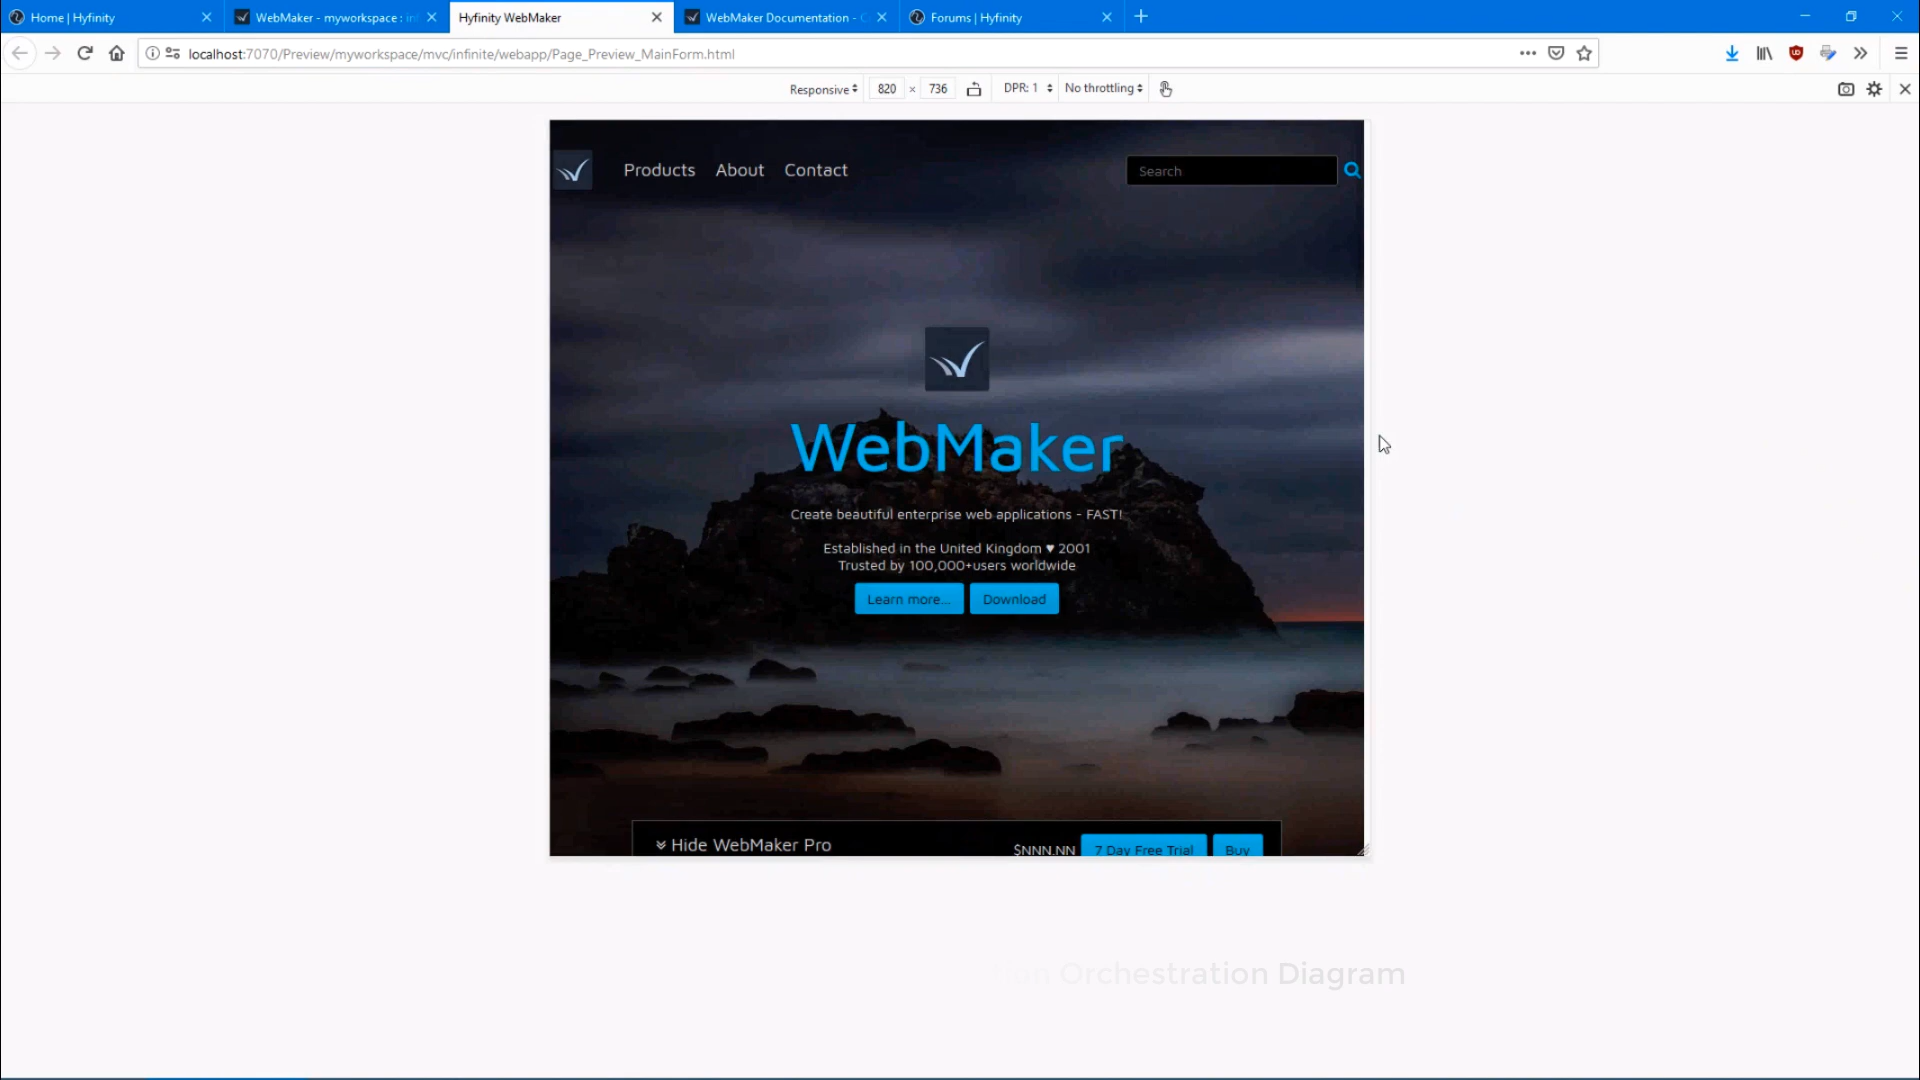 Home | Hyfinity
WebMaker - myworkspace : in
Hyfinity WebMaker
WebMaker Documentation -
Forums | Hyfinity
localhost:7070/Preview/myworkspace/mvc/infinite/webapp/Page_Preview_MainForm.html
Responsive 820 × 736 DPR: 1 No throttling
Products About Contact Search
WebMaker
Create beautiful enterprise web applications - FAST!
Established in the United Kingdom ♥ 2001
Trusted by 100,000+users worldwide
Learn more... Download
Hide WebMaker Pro $NNN.NN 7 Day Free Trial Buy
Orchestration Diagram